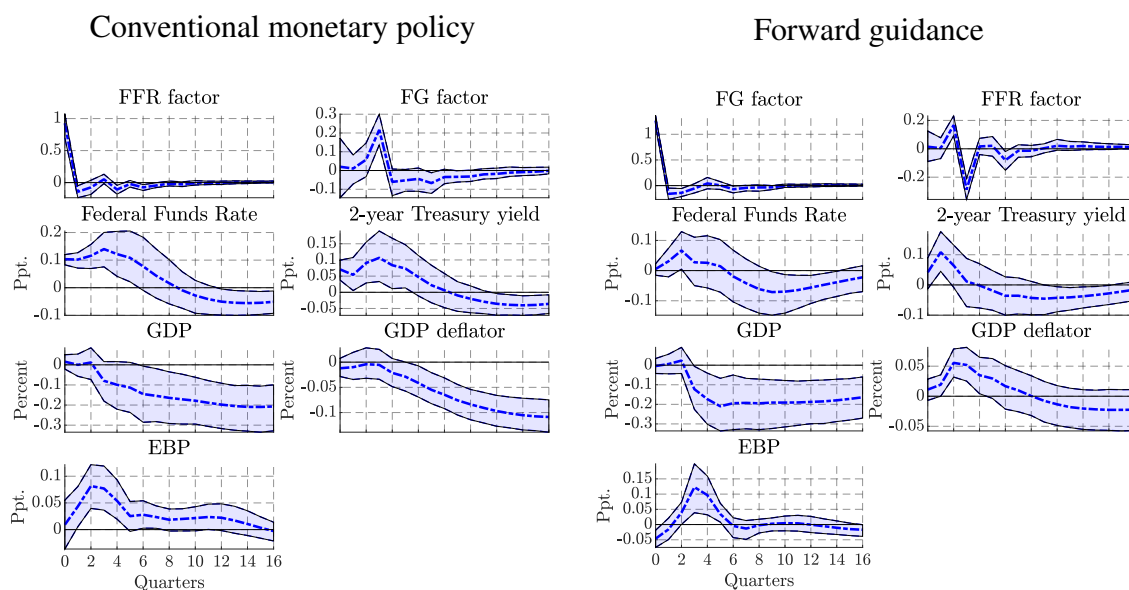 Conventional monetary policy
Forward guidance
FFR factor
1
0.5
0
FG factor
0.3
0.2
0.1
0
-0.1
Federal Funds Rate
Ppt.
0.2
0.1
0
-0.1
2-year Treasury yield
0.15
0.1
0.05
0
-0.05
GDP
Percent
0
-0.1
-0.2
-0.3
GDP deflator
0
-0.05
-0.1
EBP
Ppt.
0.1
0.05
0
0 2 4 6 8 10 12 14 16
Quarters
FG factor
1
0.5
0
FFR factor
0.2
0
-0.2
Federal Funds Rate
Ppt.
0.1
0
-0.1
2-year Treasury yield
0.1
0
-0.1
GDP
Percent
0
-0.1
-0.2
-0.3
GDP deflator
0.05
0
-0.05
EBP
Ppt.
0.15
0.1
0.05
0
-0.05
0 2 4 6 8 10 12 14 16
Quarters